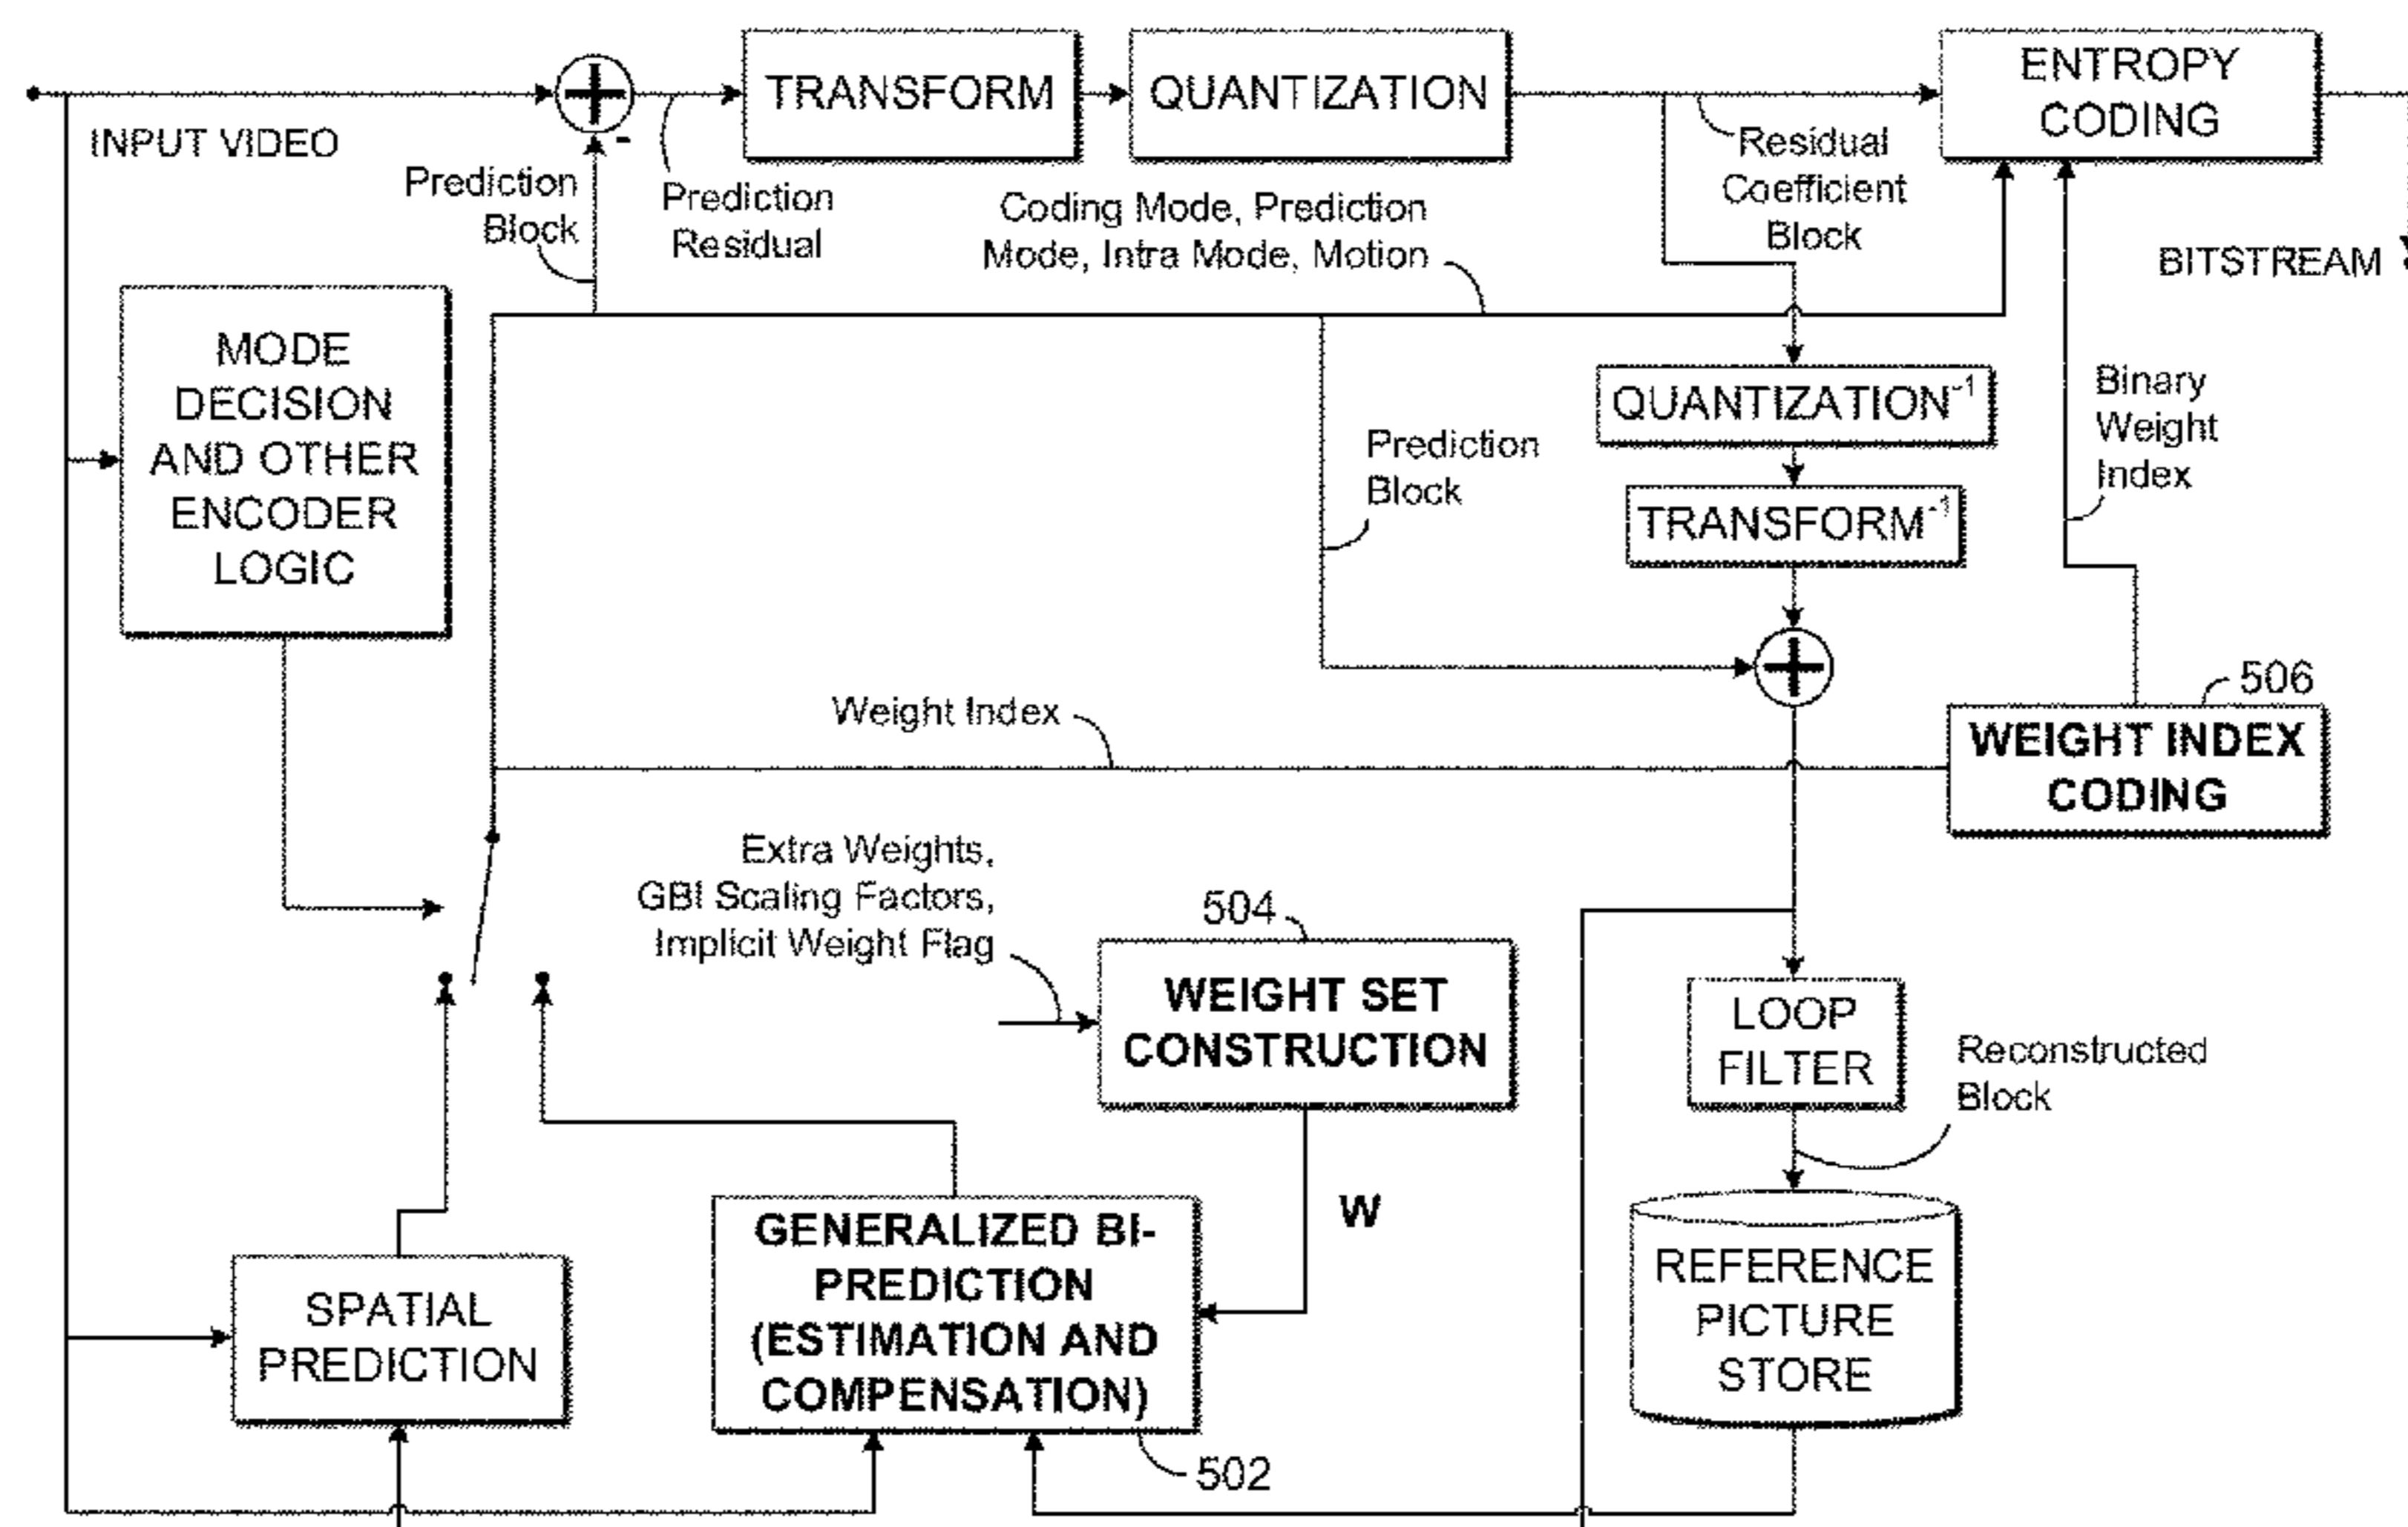 INPUT VIDEO
+
-
TRANSFORM
QUANTIZATION
ENTROPY
CODING
Prediction
Block
Prediction
Residual
Coding Mode, Prediction
Mode, Intra Mode, Motion
Residual
Coefficient
Block
BITSTREAM
MODE
DECISION
AND OTHER
ENCODER
LOGIC
QUANTIZATION-1
TRANSFORM-1
Prediction
Block
Binary
Weight
Index
+
506
WEIGHT INDEX
CODING
Weight Index
Extra Weights,
GBI Scaling Factors,
Implicit Weight Flag
504
WEIGHT SET
CONSTRUCTION
LOOP
FILTER
Reconstructed
Block
W
GENERALIZED BI-
PREDICTION
(ESTIMATION AND
COMPENSATION)
502
SPATIAL
PREDICTION
REFERENCE
PICTURE
STORE